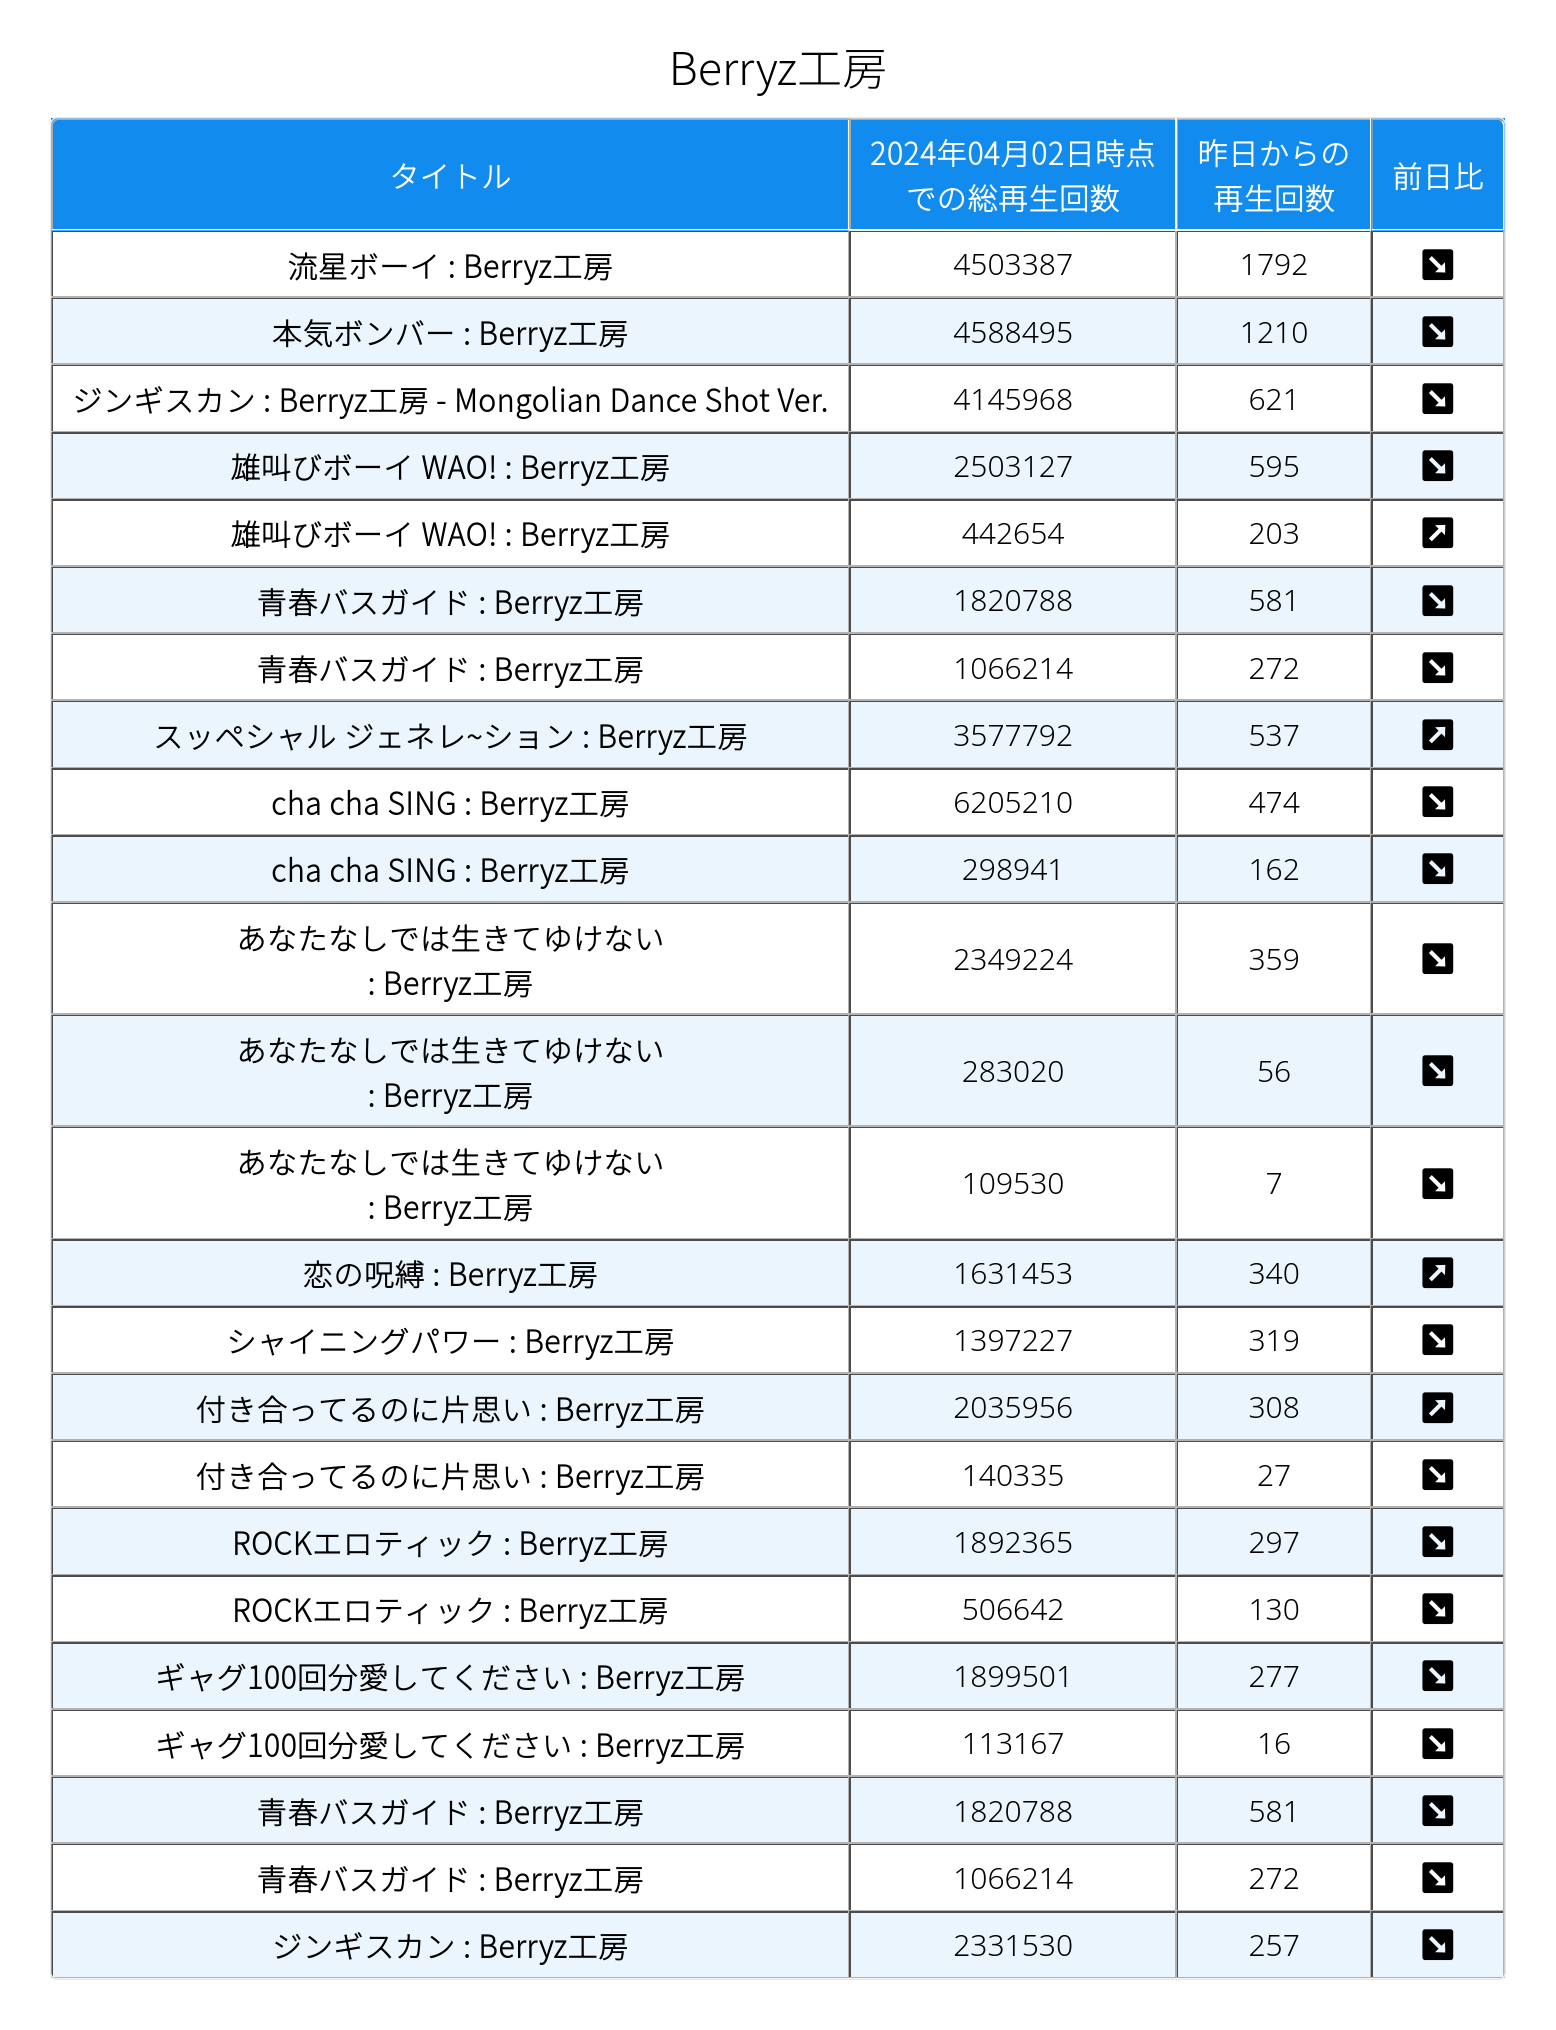 Berryz工房
タイトル 2024年04月02日時点 での総再生回数 昨日からの 再生回数 前日比
流星ボーイ : Berryz工房 4503387 1792 ↘
本気ボンバー : Berryz工房 4588495 1210 ↘
ジンギスカン : Berryz工房 - Mongolian Dance Shot Ver. 4145968 621 ↘
雄叫びボーイ WAO! : Berryz工房 2503127 595 ↘
雄叫びボーイ WAO! : Berryz工房 442654 203 ↗
青春バスガイド : Berryz工房 1820788 581 ↘
青春バスガイド : Berryz工房 1066214 272 ↘
スッペシャル ジェネレ~ション : Berryz工房 3577792 537 ↗
cha cha SING : Berryz工房 6205210 474 ↘
cha cha SING : Berryz工房 298941 162 ↘
あなたなしでは生きてゆけない
: Berryz工房 2349224 359 ↘
あなたなしでは生きてゆけない
: Berryz工房 283020 56 ↘
あなたなしでは生きてゆけない
: Berryz工房 109530 7 ↘
恋の呪縛 : Berryz工房 1631453 340 ↗
シャイニングパワー : Berryz工房 1397227 319 ↘
付き合ってるのに片思い : Berryz工房 2035956 308 ↗
付き合ってるのに片思い : Berryz工房 140335 27 ↘
ROCKエロティック : Berryz工房 1892365 297 ↘
ROCKエロティック : Berryz工房 506642 130 ↘
ギャグ100回分愛してください : Berryz工房 1899501 277 ↘
ギャグ100回分愛してください : Berryz工房 113167 16 ↘
青春バスガイド : Berryz工房 1820788 581 ↘
青春バスガイド : Berryz工房 1066214 272 ↘
ジンギスカン : Berryz工房 2331530 257 ↘